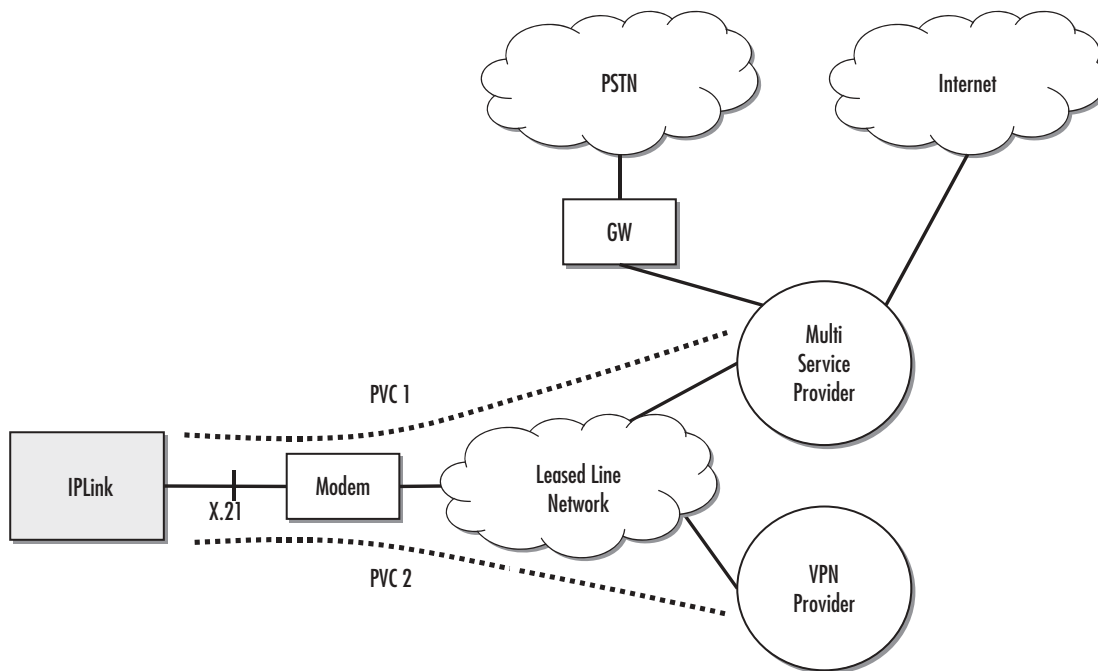 PSTN
Internet
GW
Multi
Service
Provider
PVC 1
IPLink
X.21
Modem
Leased Line
Network
PVC 2
VPN
Provider